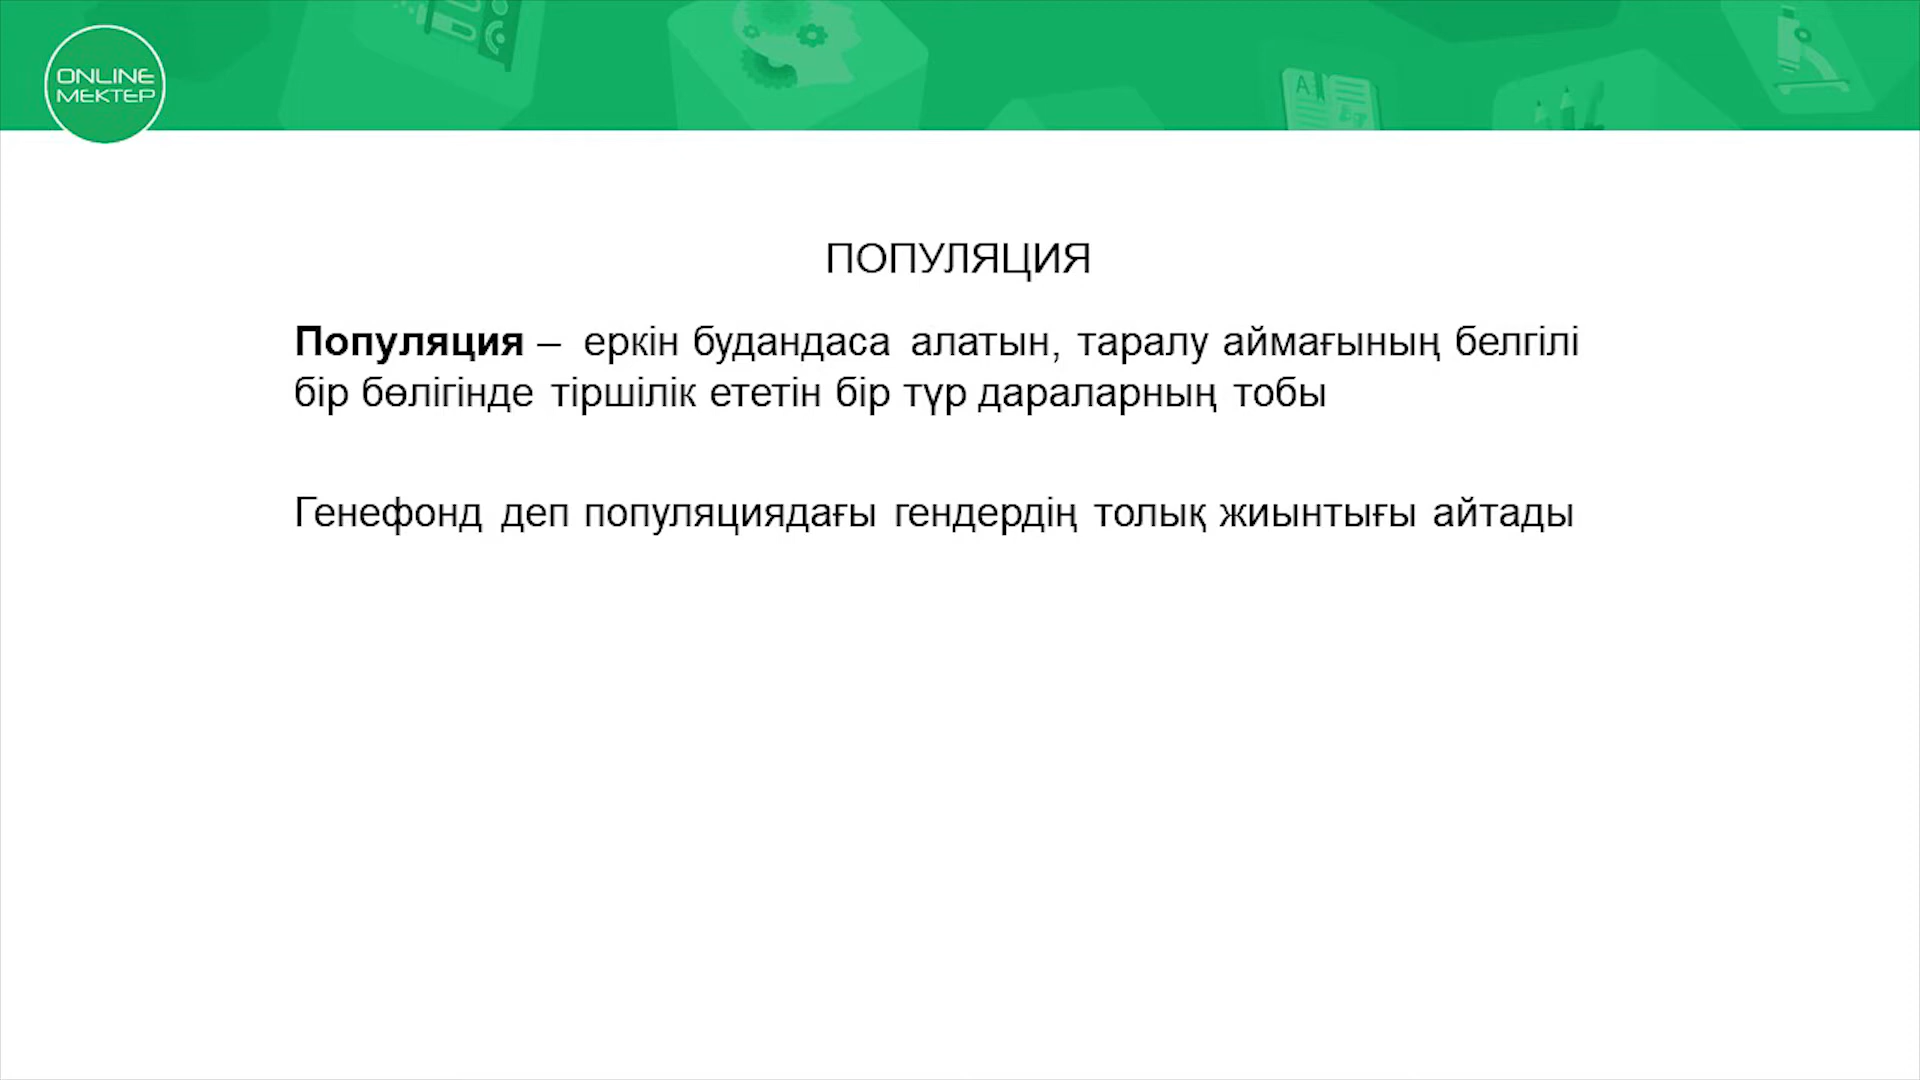 ONLINE
MEKTEP
ПОПУЛЯЦИЯ
Популяция – еркін будандаса алатын, таралу аймағының белгілі
бір бөлігінде тіршілік ететін бір түр дараларның тобы
Генефонд деп популяциядағы гендердің толық жиынтығы айтады